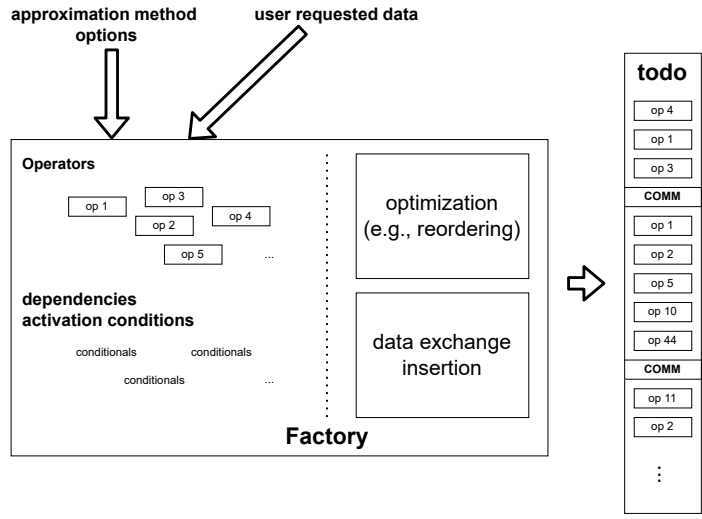 approximation method
options
user requested data
Operators
op 1
op 3
op 2
op 4
op 5
...
dependencies
activation conditions
conditionals
conditionals
conditionals
...
optimization
(e.g., reordering)
data exchange
insertion
Factory
todo
op 4
op 1
op 3
COMM
op 1
op 2
op 5
op 10
op 44
COMM
op 11
op 2
⋮